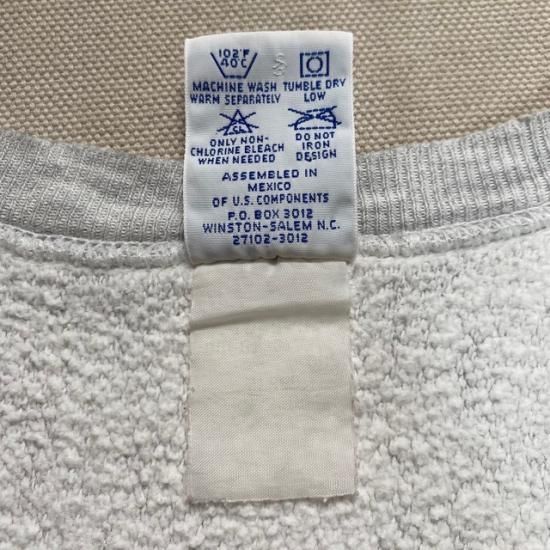 102°F
40°C
MACHINE WASH
WARM SEPARATELY
TUMBLE DRY
LOW
CL
ONLY NON-
CHLORINE BLEACH
WHEN NEEDED
DO NOT
IRON
DESIGN
ASSEMBLED IN
MEXICO
OF U.S. COMPONENTS
P.O. BOX 3012
WINSTON-SALEM N.C.
27102-3012